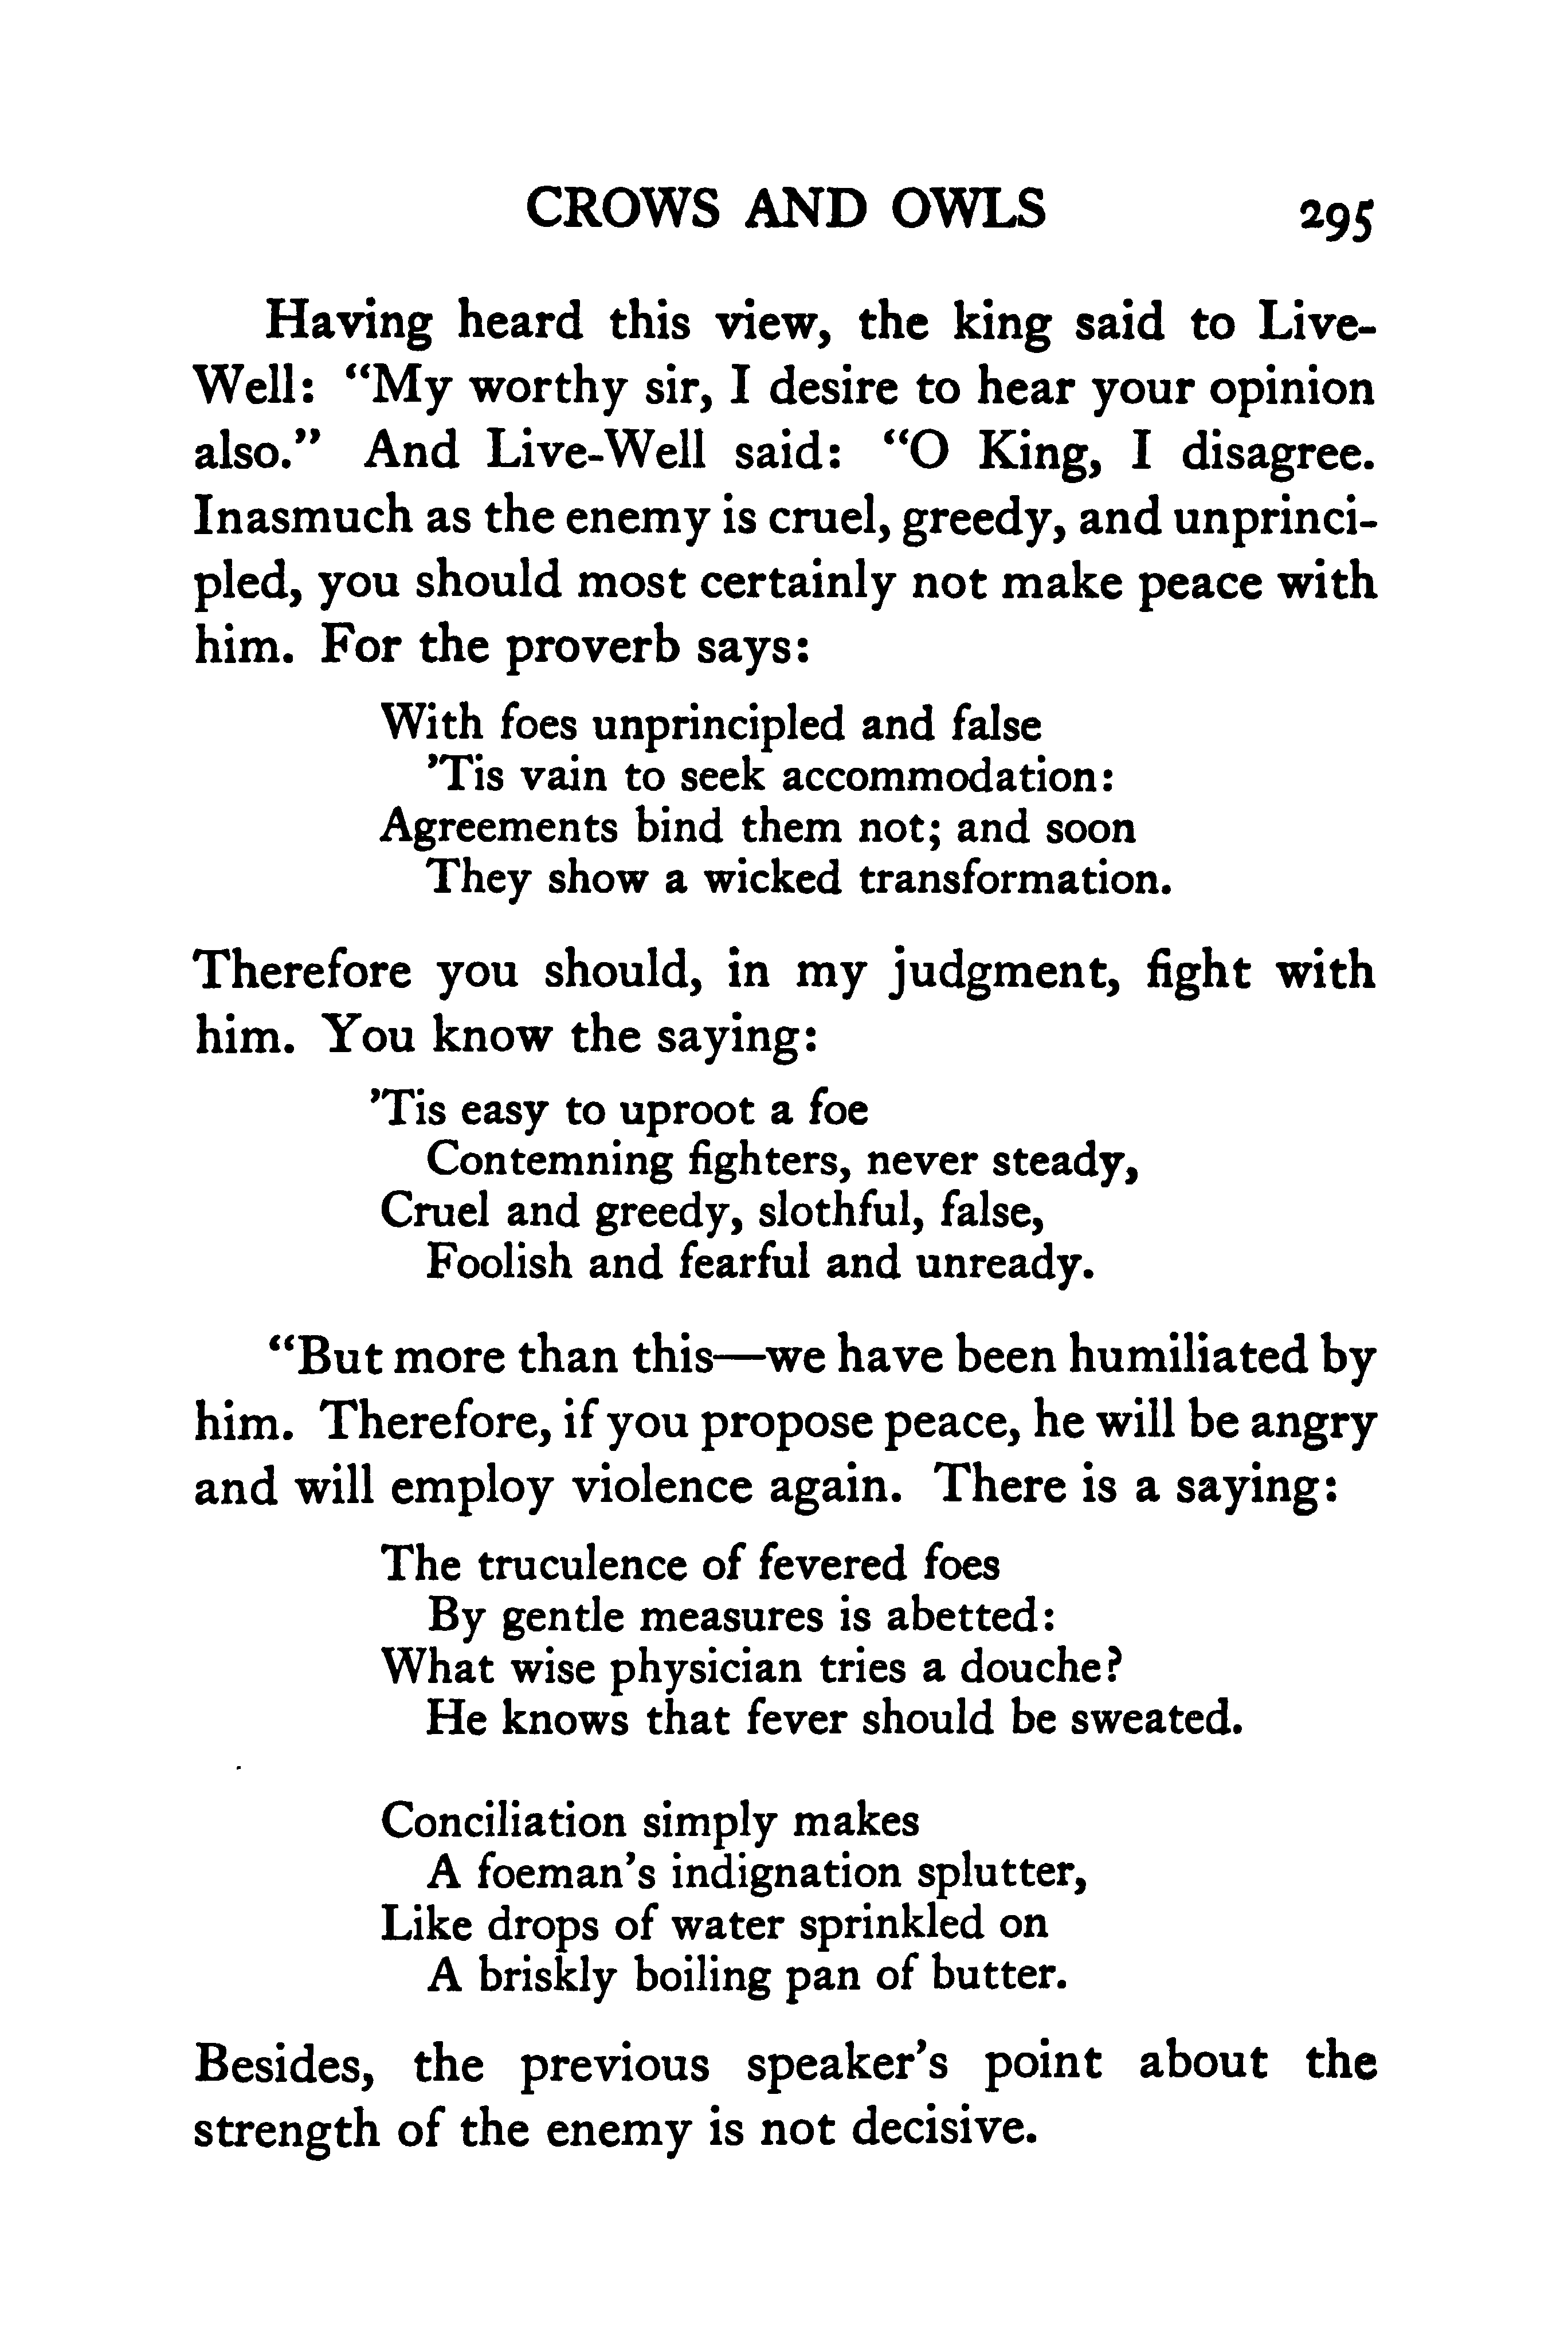 CROWS AND OWLS 295
Having heard this view, the king said to Live-
Well: “My worthy sir, I desire to hear your opinion
also.” And Live-Well said: “O King, I disagree.
Inasmuch as the enemy is cruel, greedy, and unprinci-
pled, you should most certainly not make peace with
him. For the proverb says:
With foes unprincipled and false
’Tis vain to seek accommodation:
Agreements bind them not; and soon
They show a wicked transformation.
Therefore you should, in my judgment, fight with
him. You know the saying:
’Tis easy to uproot a foe
Contemning fighters, never steady,
Cruel and greedy, slothful, false,
Foolish and fearful and unready.
“But more than this—we have been humiliated by
him. Therefore, if you propose peace, he will be angry
and will employ violence again. There is a saying:
The truculence of fevered foes
By gentle measures is abetted:
What wise physician tries a douche?
He knows that fever should be sweated.
Conciliation simply makes
A foeman’s indignation splutter,
Like drops of water sprinkled on
A briskly boiling pan of butter.
Besides, the previous speaker’s point about the
strength of the enemy is not decisive.